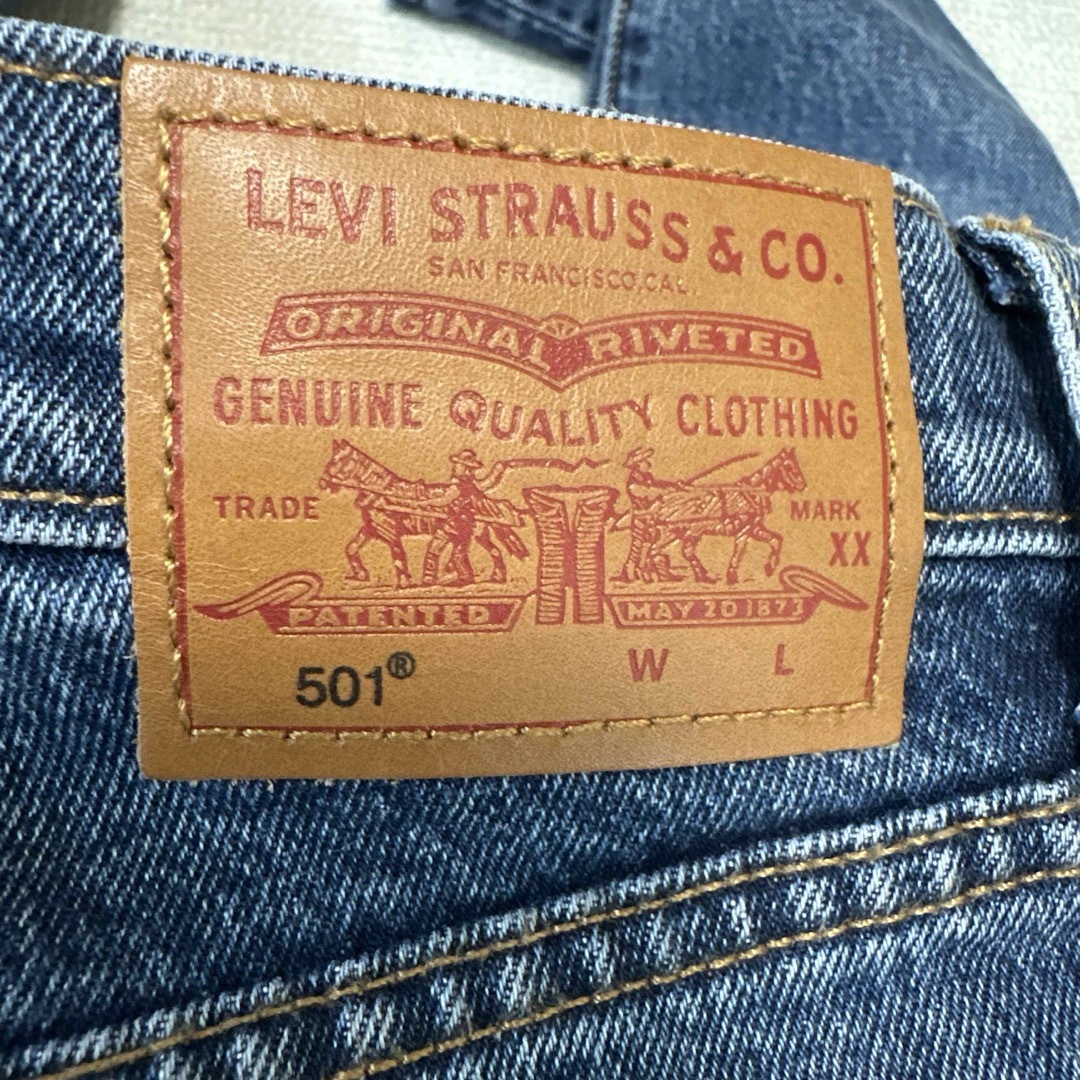 LEVI STRAUSS & CO.
SAN FRANCISCO.CAL.
ORIGINAL RIVETED
GENUINE QUALITY CLOTHING
TRADE MARK
XX
PATENTED MAY 20 1873
501® W L